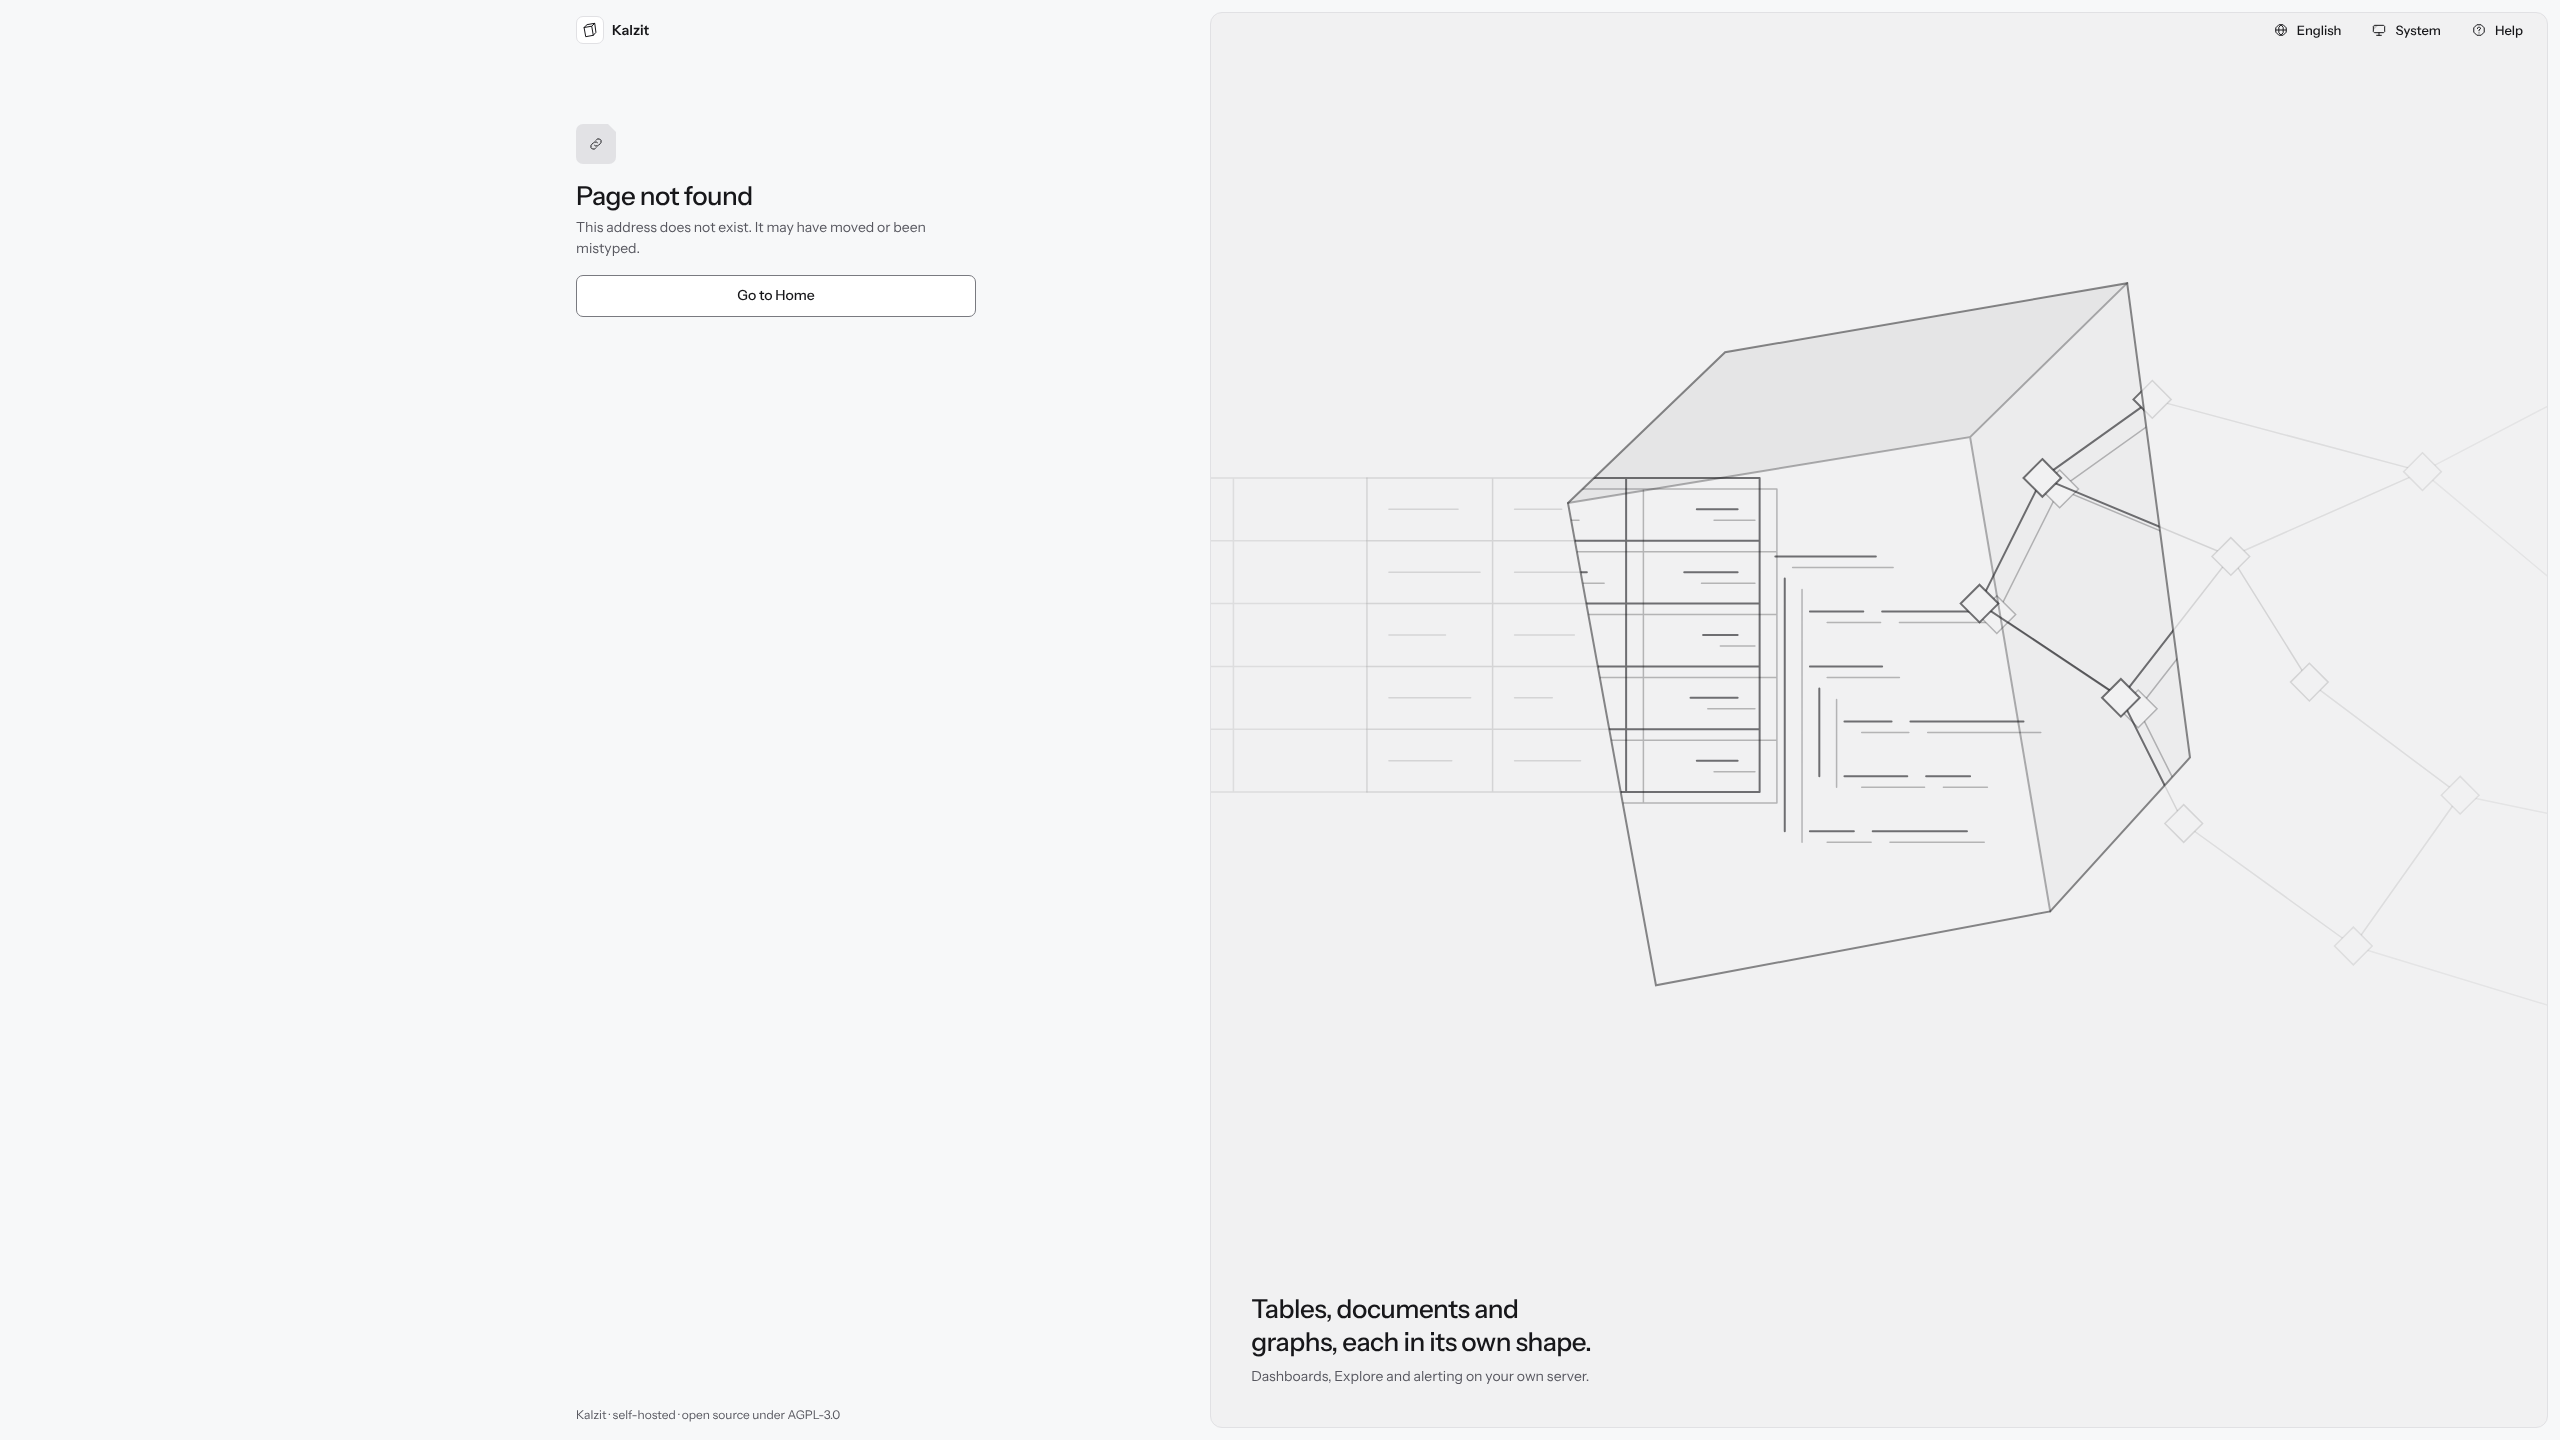 Kalzit
English
System
Help
Page not found
This address does not exist. It may have moved or been
mistyped.
Go to Home
Tables, documents and
graphs, each in its own shape.
Dashboards, Explore and alerting on your own server.
Kalzit · self-hosted · open source under AGPL-3.0